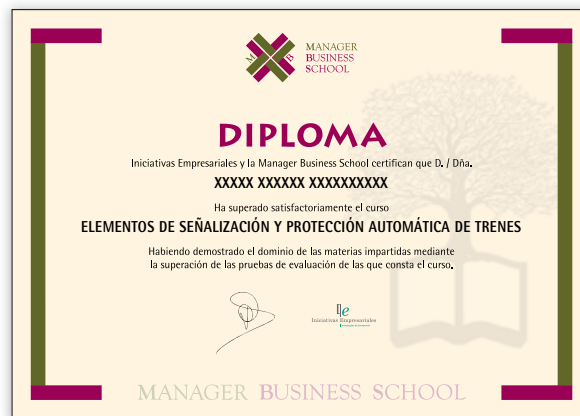 M B
MANAGER
BUSINESS
SCHOOL
DIPLOMA
Iniciativas Empresariales y la Manager Business School certifican que D. / Dña.
XXXXX XXXXXX XXXXXXXXXX
Ha superado satisfactoriamente el curso
ELEMENTOS DE SEÑALIZACIÓN Y PROTECCIÓN AUTOMÁTICA DE TRENES
Habiendo demostrado el dominio de las materias impartidas mediante
la superación de las pruebas de evaluación de las que consta el curso.
Iniciativas Empresariales
MANAGER BUSINESS SCHOOL